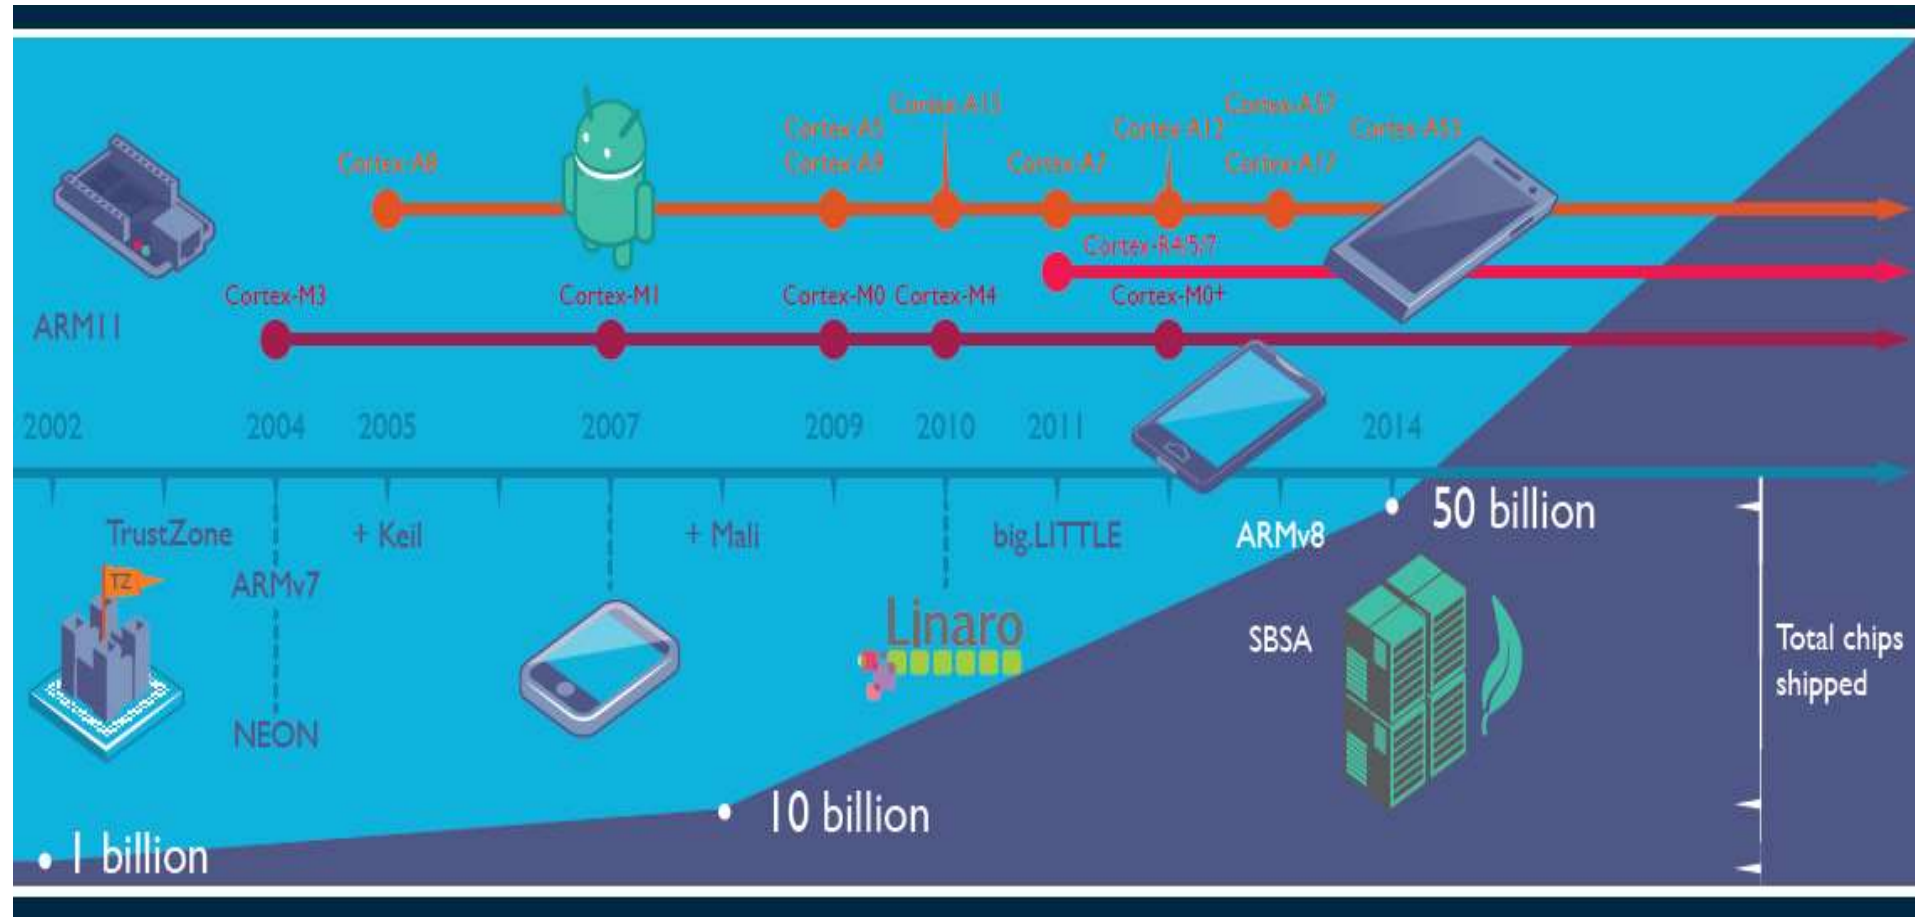 Cortex-A15
Cortex-A57
Cortex-A5
Cortex-A12
Cortex-A53
Cortex-A8
Cortex-A9
Cortex-A7
Cortex-A17
Cortex-R4/5/7
Cortex-M3
Cortex-M1
Cortex-M0
Cortex-M4
Cortex-M0+
ARM11
2002
2004
2005
2007
2009
2010
2011
2014
50 billion
TrustZone
+ Keil
+ Mali
big.LITTLE
ARMv8
TZ
ARMv7
Linaro
SBSA
Total chips
shipped
NEON
10 billion
1 billion